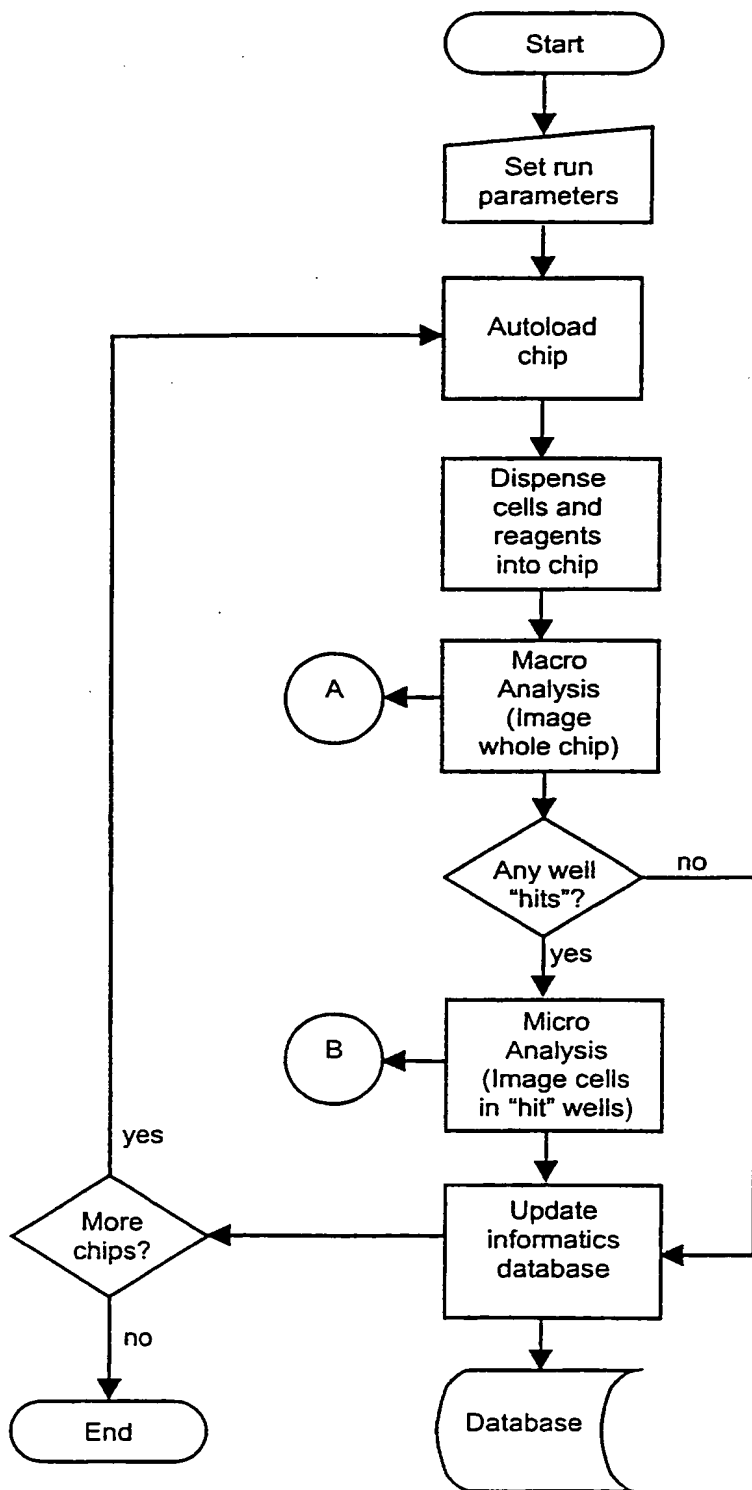 Start
Set run
parameters
Autoload
chip
Dispense
cells and
reagents
into chip
A
Macro
Analysis
(Image
whole chip)
Any well
“hits”?
no
yes
B
Micro
Analysis
(Image cells
in “hit” wells)
yes
More
chips?
Update
informatics
database
no
End
Database